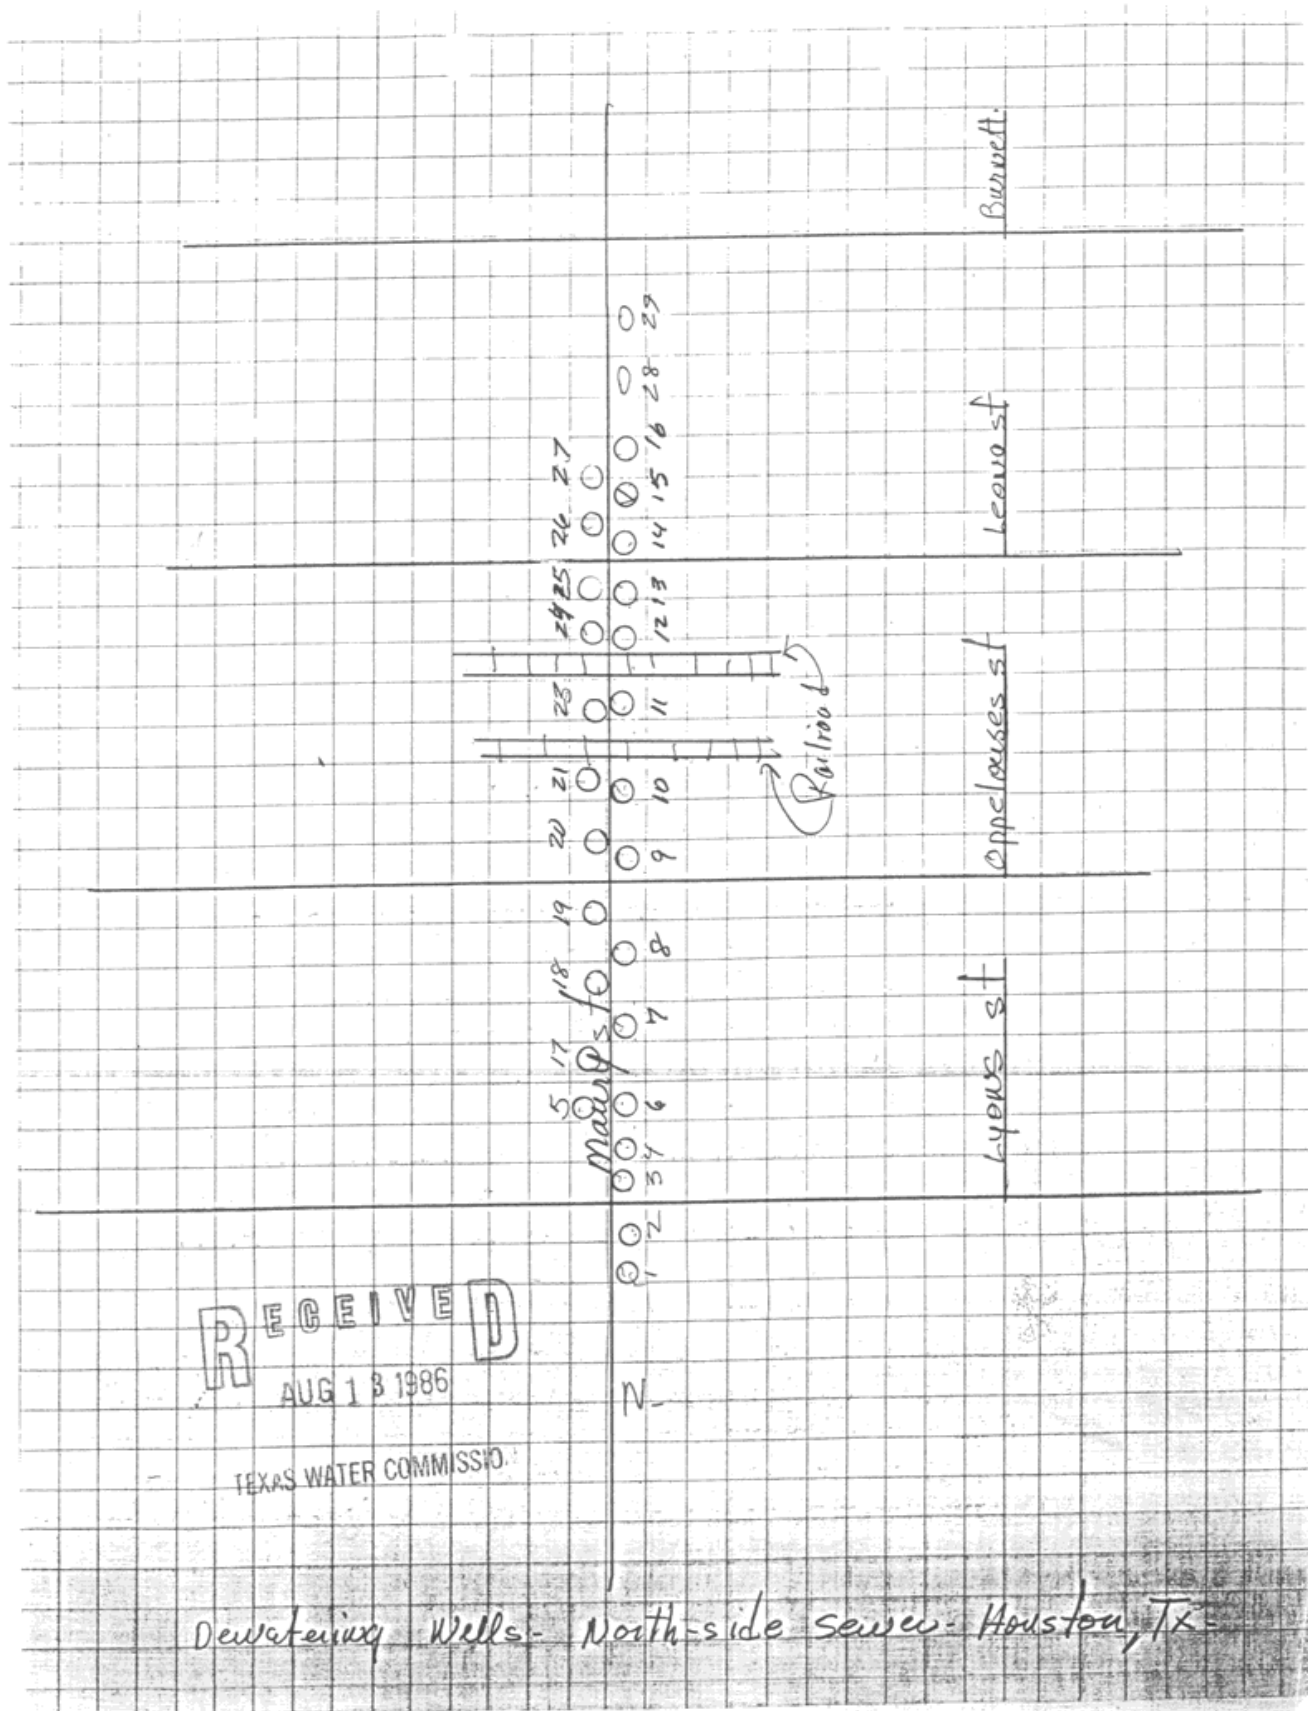 Burnett.
29
28
Leona st
16
27
15
26
14
25
13
24
12
23
11
Railroad
Oppelouses st
21
10
20
9
19
8
18
Maury st
7
17
Lyons st
5
6
4
3
2
1
RECEIVED
AUG 13 1986
N-
TEXAS WATER COMMISSIO
Dewatering Wells- North-side sewer- Houston, TX-